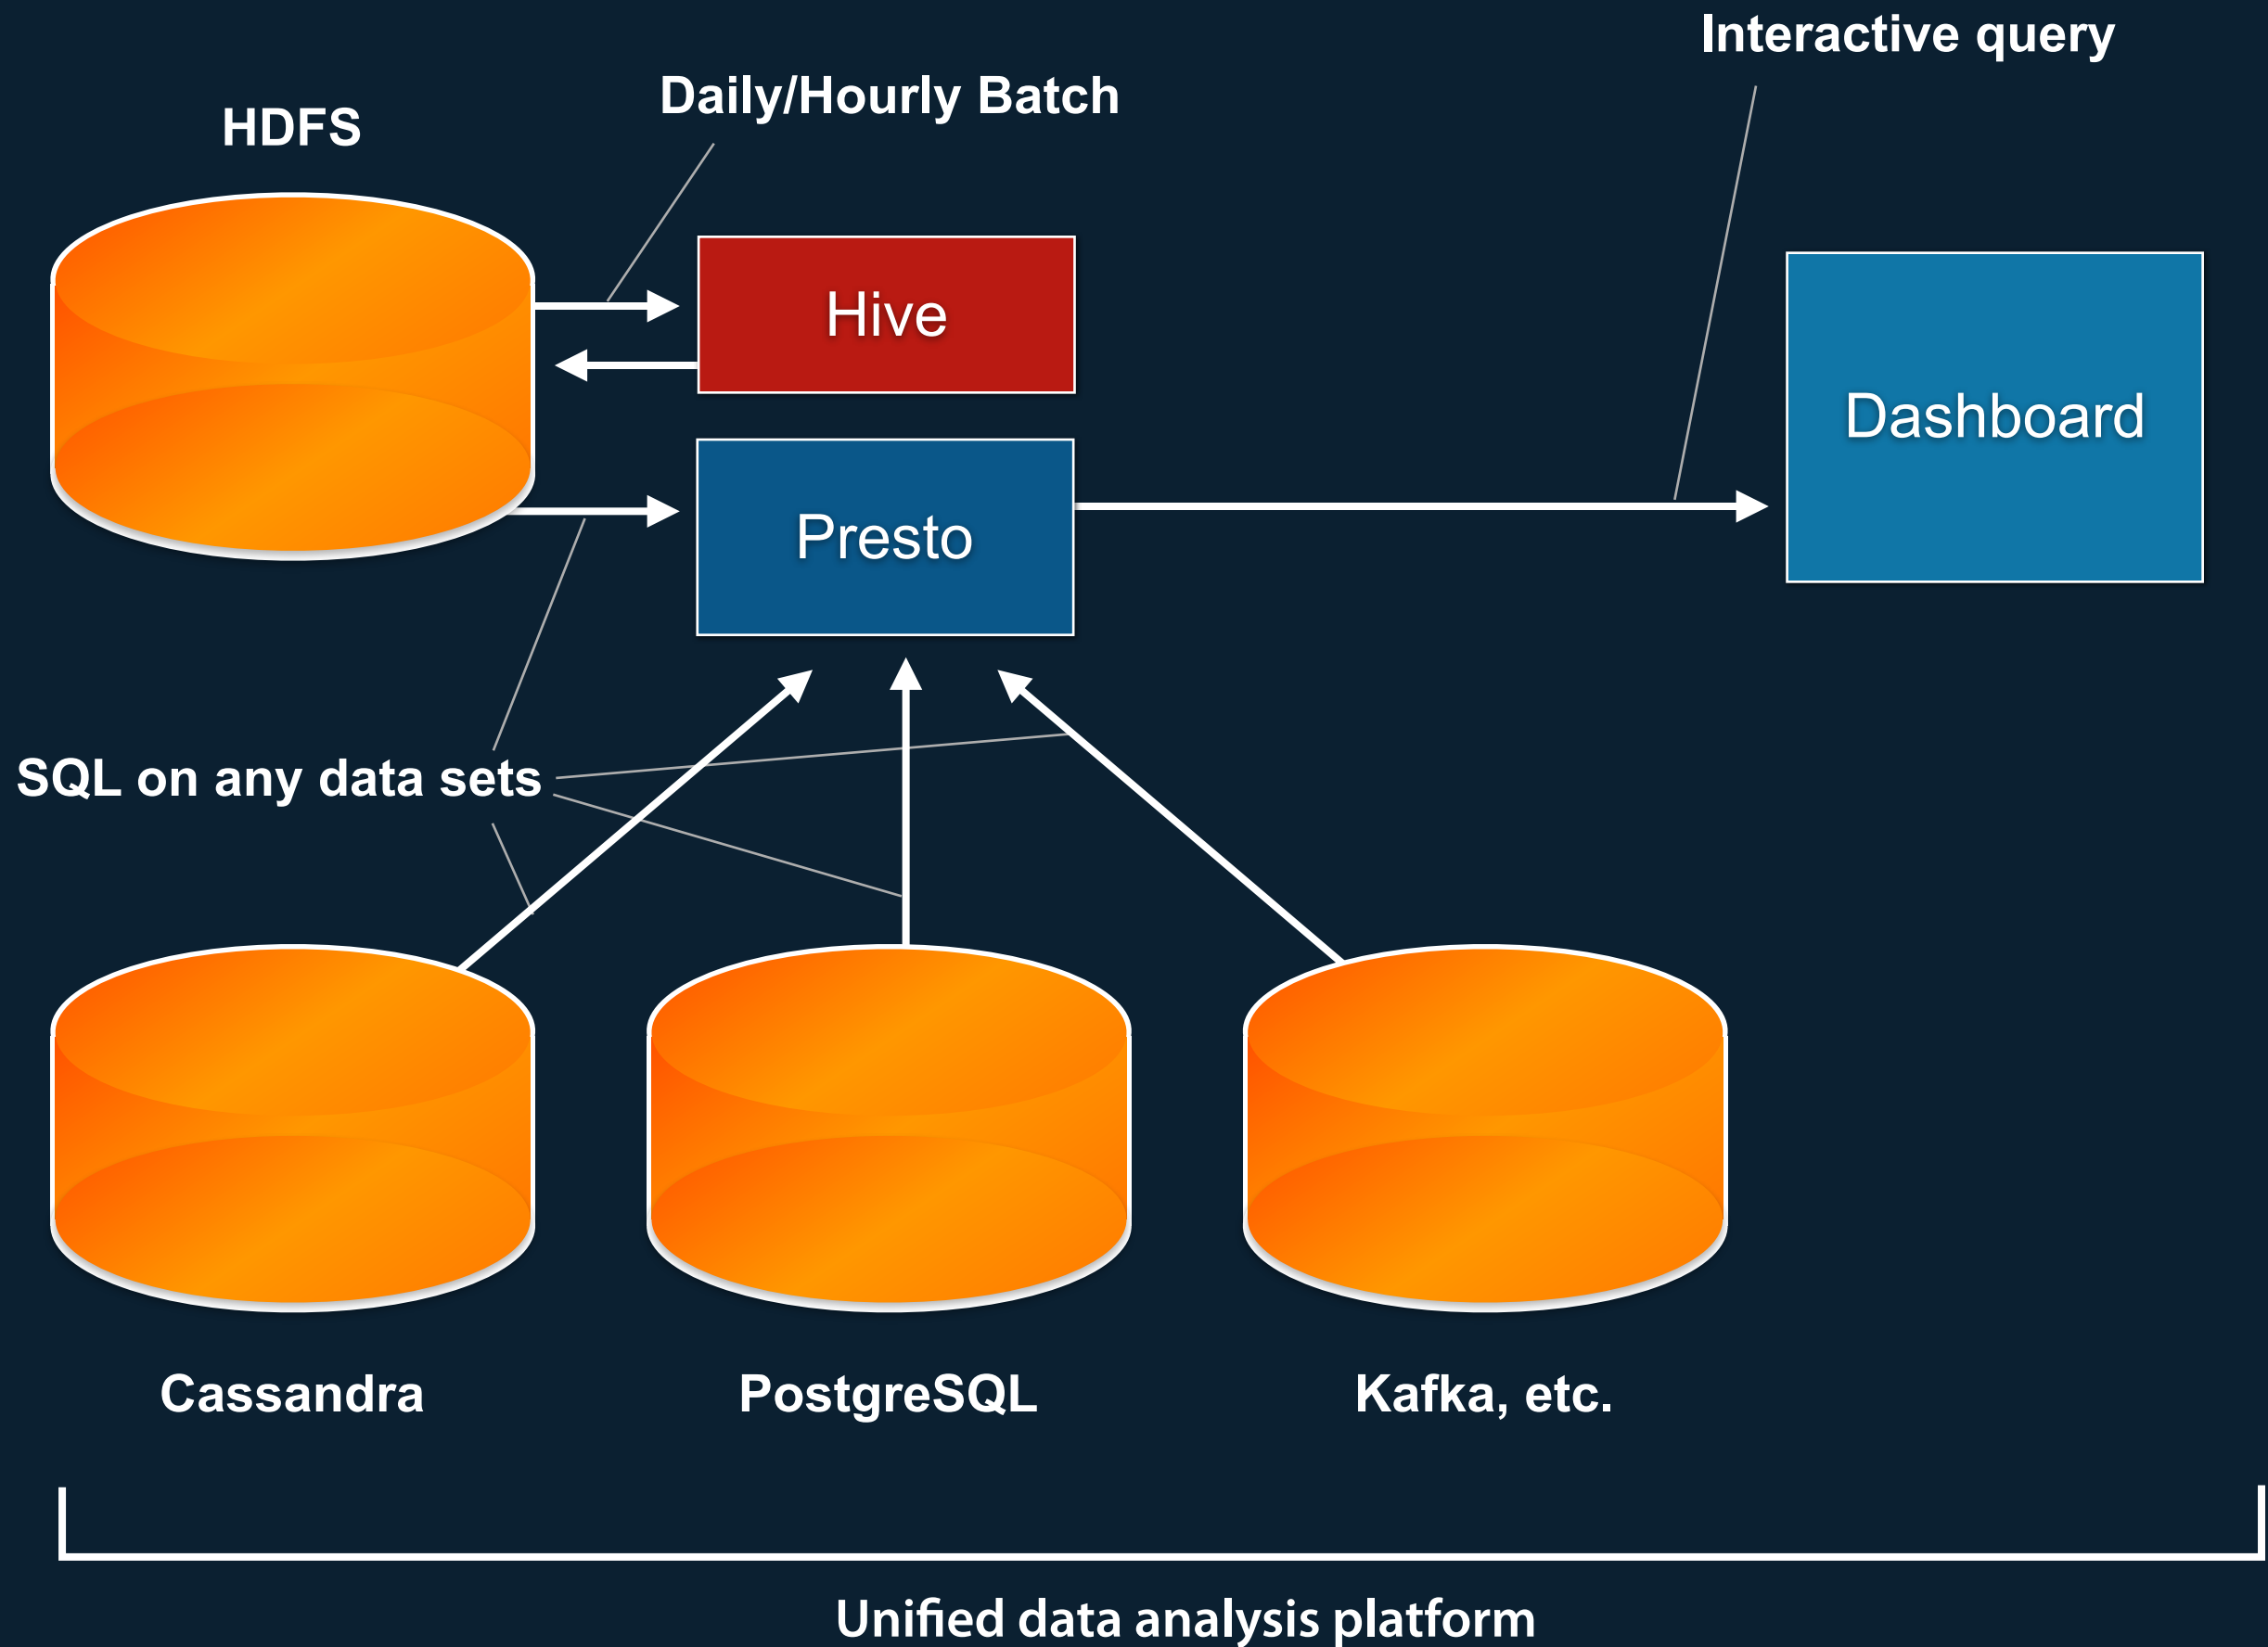 Interactive query
Daily/Hourly Batch
HDFS
Hive
Dashboard
Presto
SQL on any data sets
Cassandra
PostgreSQL
Kafka, etc.
Unified data analysis platform